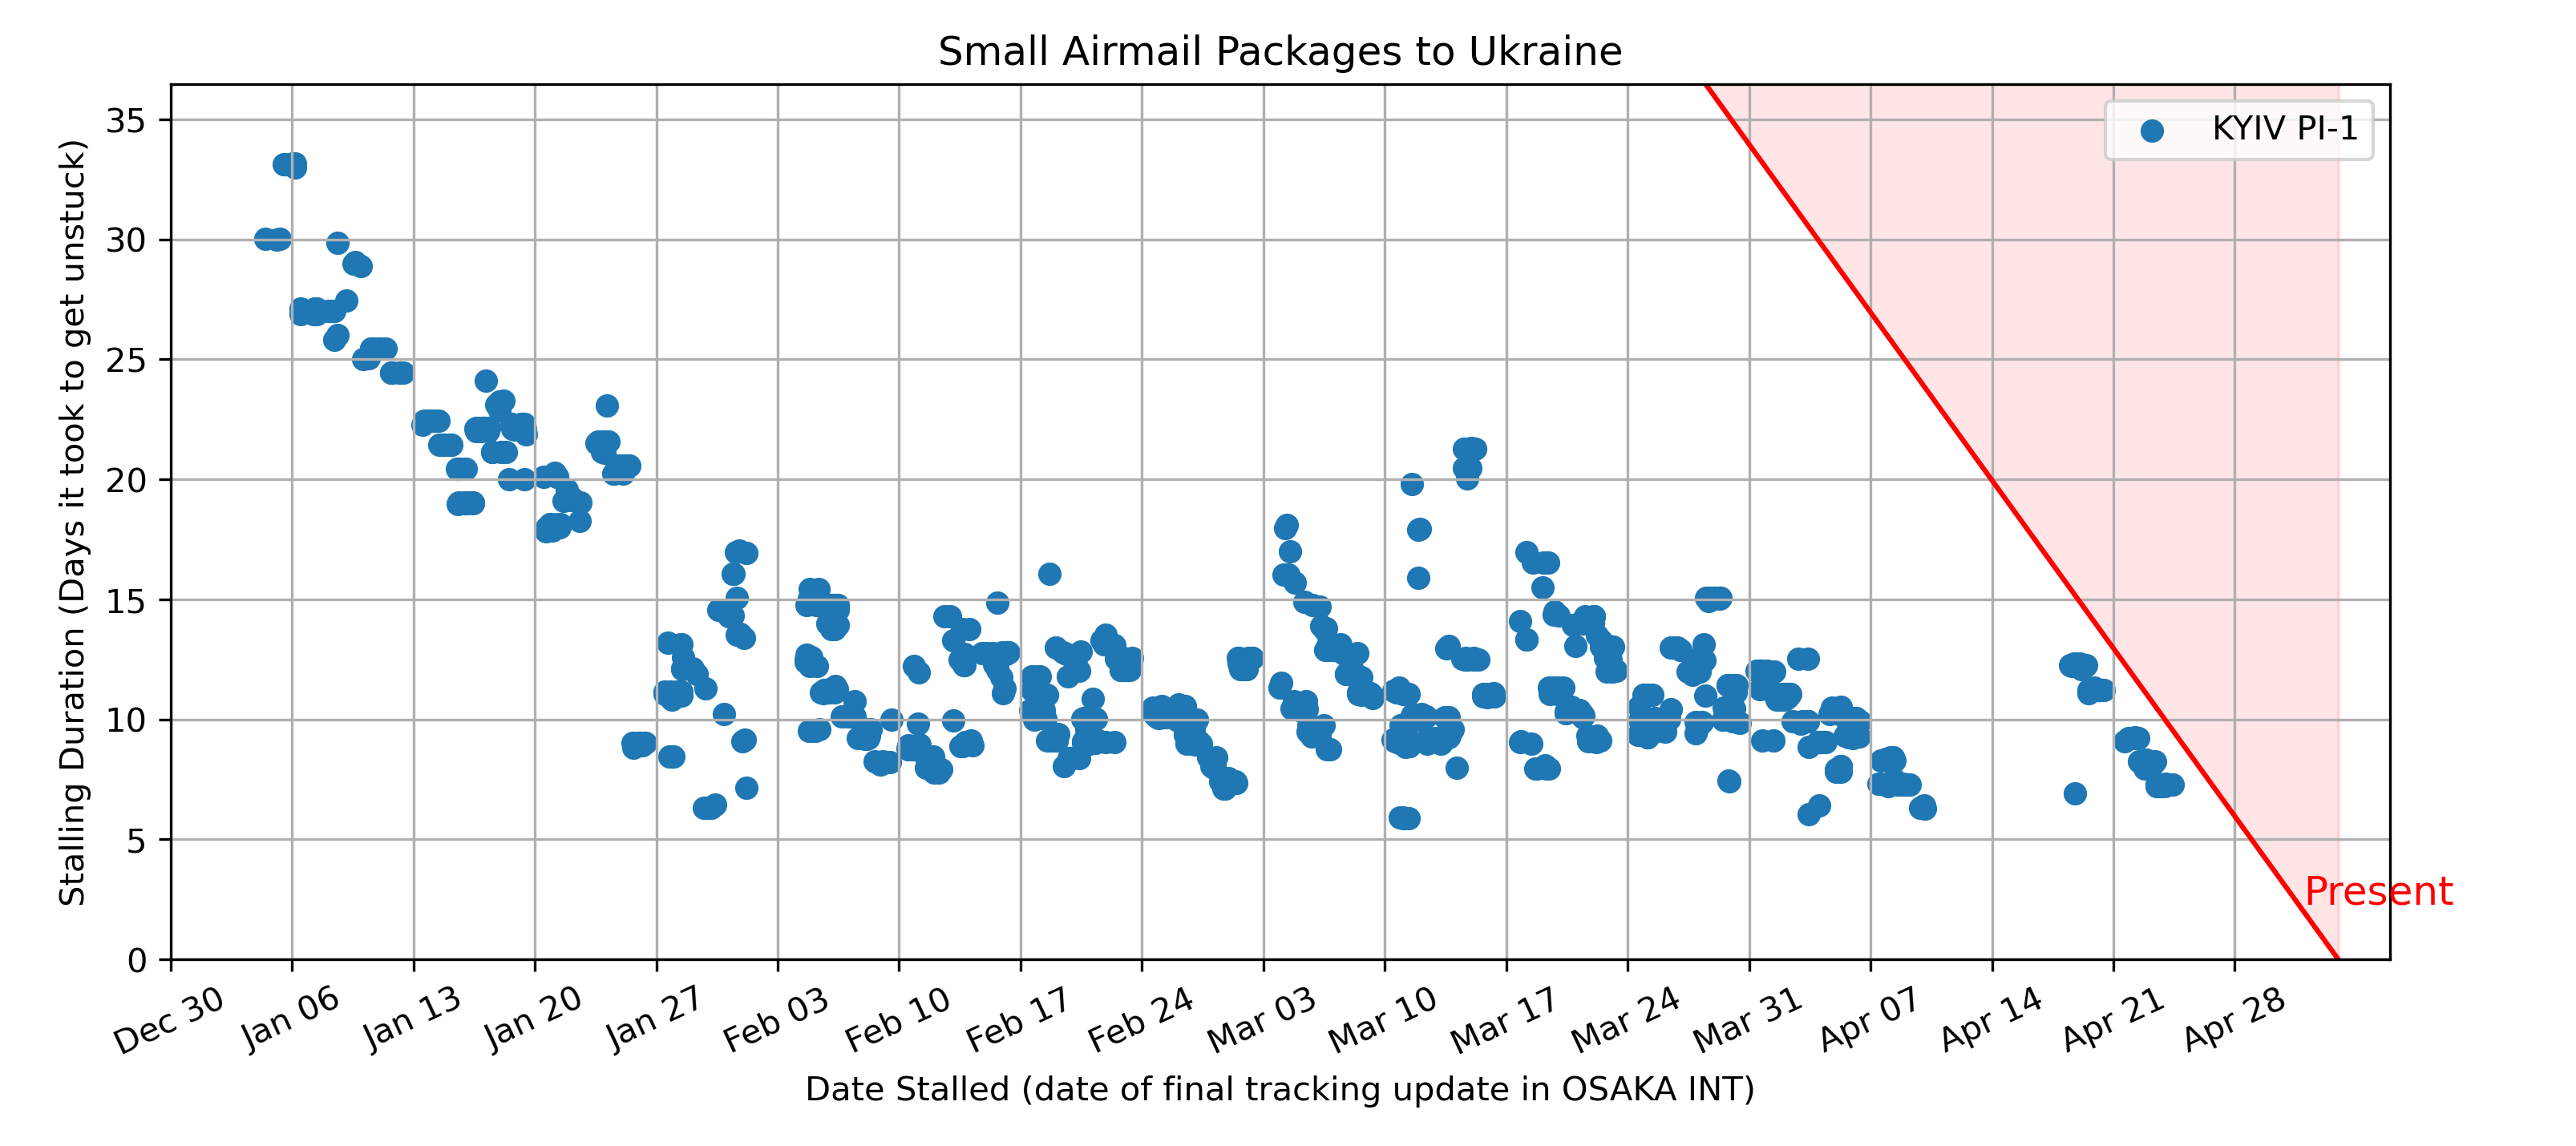 Small Airmail Packages to Ukraine
KYIV PI-1
Stalling Duration (Days it took to get unstuck)
35
30
25
20
15
10
5
0
Present
Dec 30
Jan 06
Jan 13
Jan 20
Jan 27
Feb 03
Feb 10
Feb 17
Feb 24
Mar 03
Mar 10
Mar 17
Mar 24
Mar 31
Apr 07
Apr 14
Apr 21
Apr 28
Date Stalled (date of final tracking update in OSAKA INT)